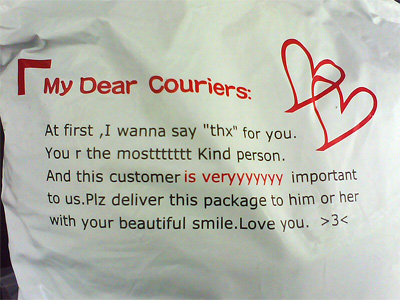 My Dear Couriers:
At first ,I wanna say "thx" for you.
You r the mosttttttt Kind person.
And this customer is veryyyyyyy important
to us.Plz deliver this package to him or her
with your beautiful smile.Love you. >3<